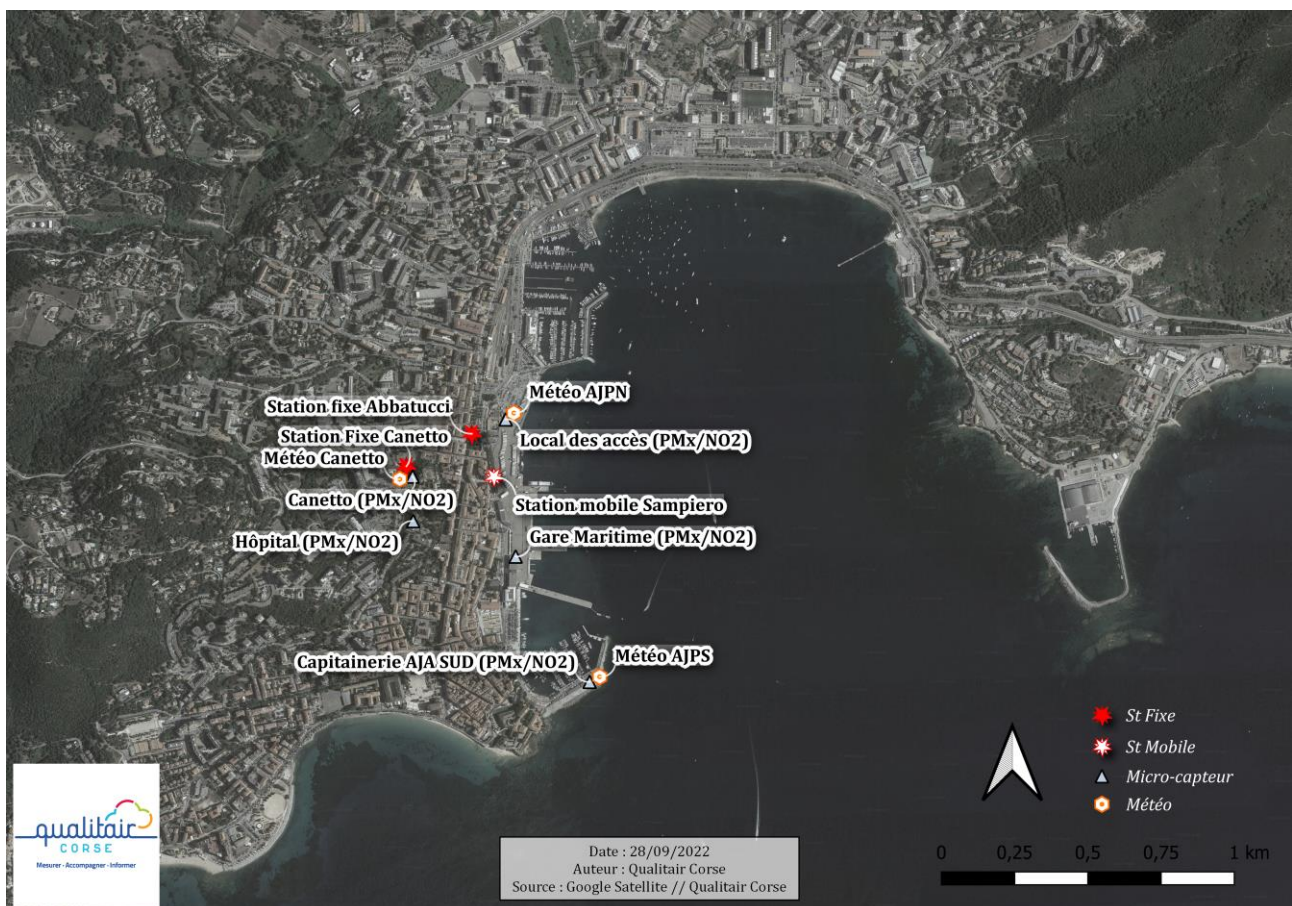 Météo AJPN
Station fixe Abbatucci
Station Fixe Canetto
Local des accès (PMx/NO2)
Météo Canetto
Canetto (PMx/NO2)
Station mobile Sampiero
Hôpital (PMx/NO2)
Gare Maritime (PMx/NO2)
Capitainerie AJA SUD (PMx/NO2)
Météo AJPS
St Fixe
St Mobile
Micro-capteur
Météo
qualitair
CORSE
Mesurer - Accompagner - Informer
Date : 28/09/2022
Auteur : Qualitair Corse
Source : Google Satellite // Qualitair Corse
0 0,25 0,5 0,75 1 km